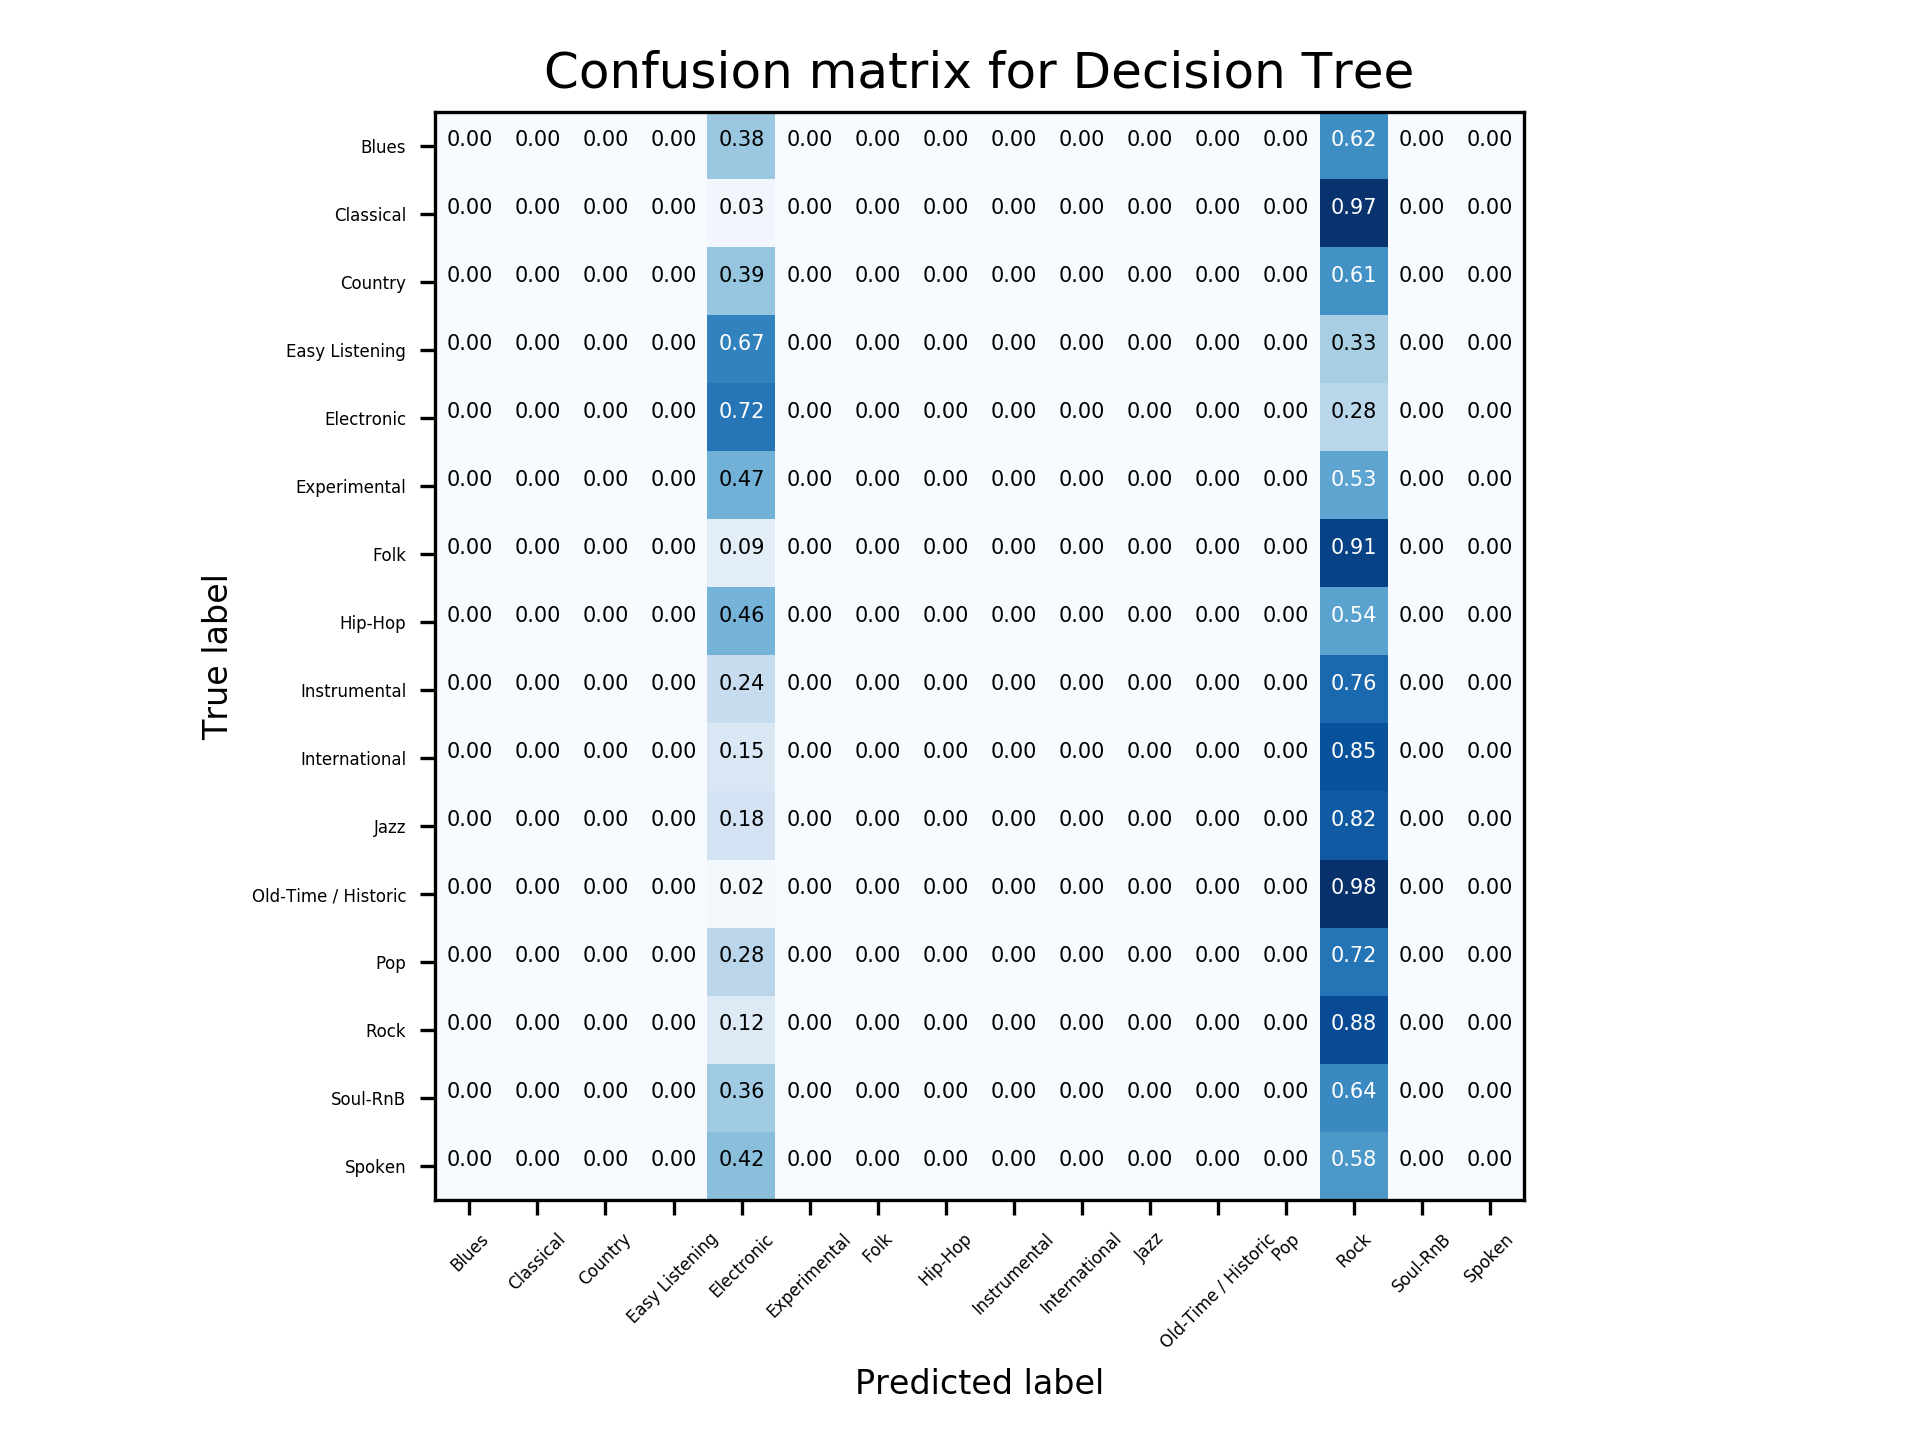 Confusion matrix for Decision Tree
Blues 0.00 0.00 0.00 0.00 0.38 0.00 0.00 0.00 0.00 0.00 0.00 0.00 0.00 0.62 0.00 0.00
Classical 0.00 0.00 0.00 0.00 0.03 0.00 0.00 0.00 0.00 0.00 0.00 0.00 0.00 0.97 0.00 0.00
Country 0.00 0.00 0.00 0.00 0.39 0.00 0.00 0.00 0.00 0.00 0.00 0.00 0.00 0.61 0.00 0.00
Easy Listening 0.00 0.00 0.00 0.00 0.67 0.00 0.00 0.00 0.00 0.00 0.00 0.00 0.00 0.33 0.00 0.00
Electronic 0.00 0.00 0.00 0.00 0.72 0.00 0.00 0.00 0.00 0.00 0.00 0.00 0.00 0.28 0.00 0.00
Experimental 0.00 0.00 0.00 0.00 0.47 0.00 0.00 0.00 0.00 0.00 0.00 0.00 0.00 0.53 0.00 0.00
Folk 0.00 0.00 0.00 0.00 0.09 0.00 0.00 0.00 0.00 0.00 0.00 0.00 0.00 0.91 0.00 0.00
Hip-Hop 0.00 0.00 0.00 0.00 0.46 0.00 0.00 0.00 0.00 0.00 0.00 0.00 0.00 0.54 0.00 0.00
Instrumental 0.00 0.00 0.00 0.00 0.24 0.00 0.00 0.00 0.00 0.00 0.00 0.00 0.00 0.76 0.00 0.00
International 0.00 0.00 0.00 0.00 0.15 0.00 0.00 0.00 0.00 0.00 0.00 0.00 0.00 0.85 0.00 0.00
Jazz 0.00 0.00 0.00 0.00 0.18 0.00 0.00 0.00 0.00 0.00 0.00 0.00 0.00 0.82 0.00 0.00
Old-Time / Historic 0.00 0.00 0.00 0.00 0.02 0.00 0.00 0.00 0.00 0.00 0.00 0.00 0.00 0.98 0.00 0.00
Pop 0.00 0.00 0.00 0.00 0.28 0.00 0.00 0.00 0.00 0.00 0.00 0.00 0.00 0.72 0.00 0.00
Rock 0.00 0.00 0.00 0.00 0.12 0.00 0.00 0.00 0.00 0.00 0.00 0.00 0.00 0.88 0.00 0.00
Soul-RnB 0.00 0.00 0.00 0.00 0.36 0.00 0.00 0.00 0.00 0.00 0.00 0.00 0.00 0.64 0.00 0.00
Spoken 0.00 0.00 0.00 0.00 0.42 0.00 0.00 0.00 0.00 0.00 0.00 0.00 0.00 0.58 0.00 0.00
True label
Blues
Classical
Country
Easy Listening
Electronic
Experimental
Folk
Hip-Hop
Instrumental
International
Jazz
Old-Time / Historic
Pop
Rock
Soul-RnB
Spoken
Predicted label